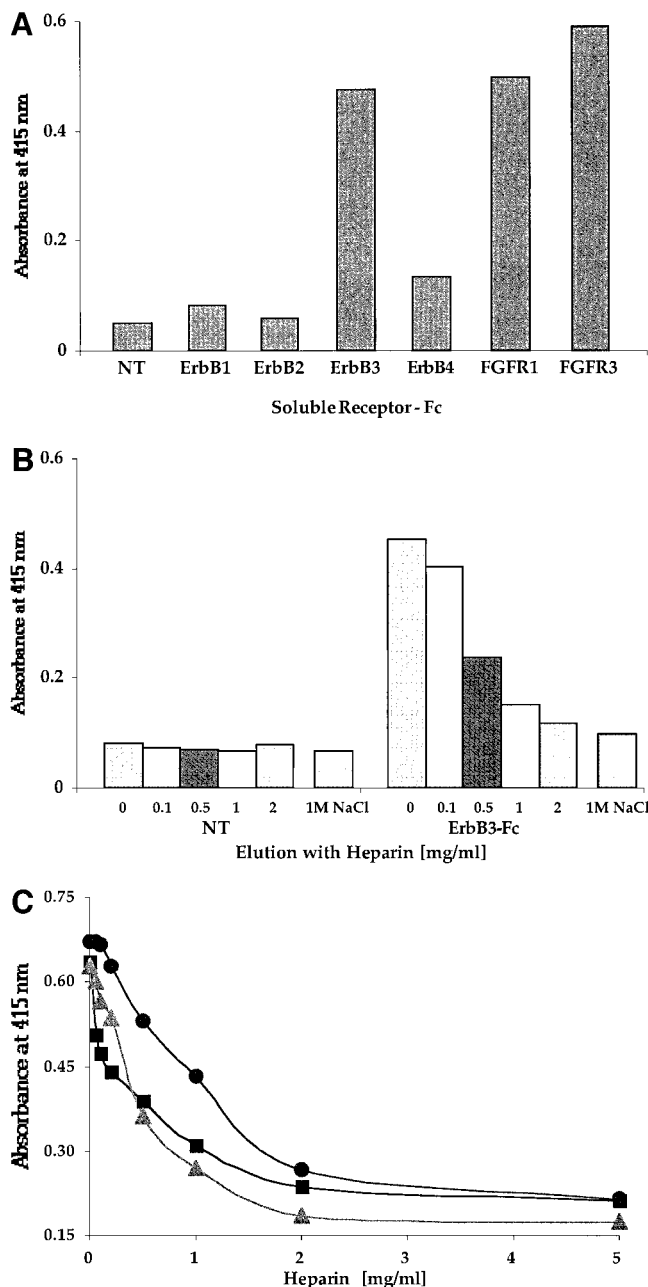 A
0.6
0.4
0.2
0
Absorbance at 415 nm
NT ErbB1 ErbB2 ErbB3 ErbB4 FGFR1 FGFR3
Soluble Receptor - Fc
B
0.6
0.4
0.2
0
Absorbance at 415 nm
0 0.1 0.5 1 2 1M NaCl 0 0.1 0.5 1 2 1M NaCl
NT ErbB3-Fc
Elution with Heparin [mg/ml]
C
0.75
0.60
0.45
0.30
0.15
Absorbance at 415 nm
0 1 2 3 4 5
Heparin [mg/ml]